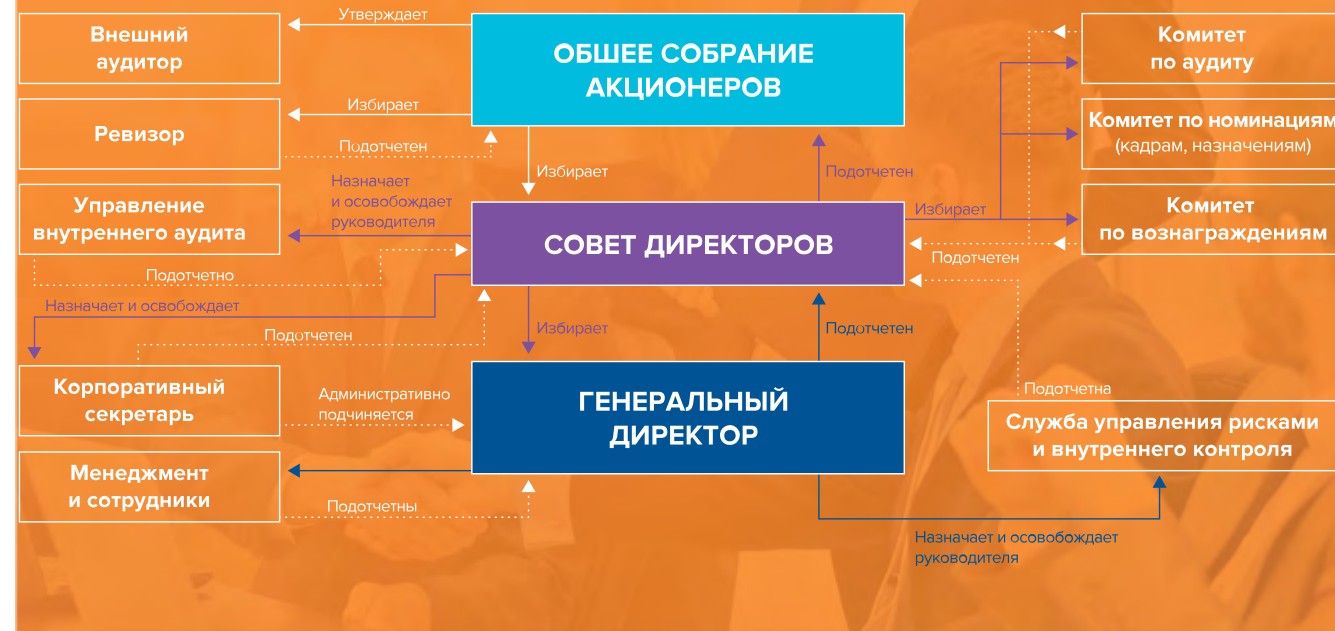 Утверждает
Внешний
аудитор
ОБШЕЕ СОБРАНИЕ
АКЦИОНЕРОВ
Комитет
по аудиту
Избирает
Ревизор
Подотчетен
Комитет по номинациям
(кадрам, назначениям)
Избирает
Подотчетен
Назначает
и осовобождает
руководителя
Управление
внутреннего аудита
СОВЕТ ДИРЕКТОРОВ
Избирает
Комитет
по вознаграждениям
Подотчетно
Подотчетен
Назначает и освобождает
Подотчетен
Избирает
Подотчетен
Корпоративный
секретарь
Административно
подчиняется
ГЕНЕРАЛЬНЫЙ
ДИРЕКТОР
Подотчетна
Служба управления рисками
и внутреннего контроля
Менеджмент
и сотрудники
Подотчетны
Назначает и осовобождает
руководителя